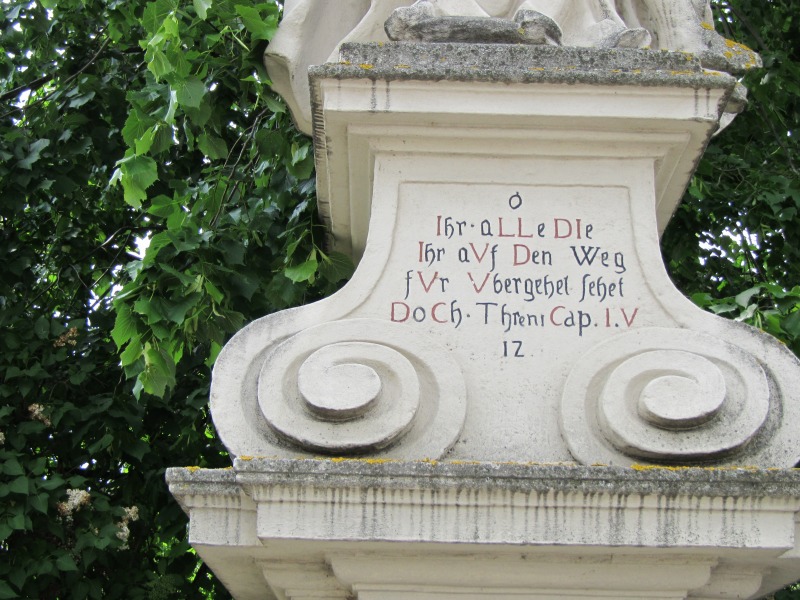 O
Ihr · aLLe DIe
Ihr aVf Den Weg
fVr Vbergehet sehet
DoCh. Threni Cap. I.V
12